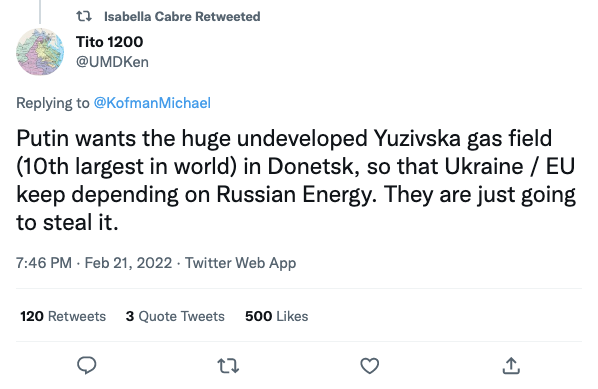 Isabella Cabre Retweeted
Tito 1200
@UMDKen
Replying to @KofmanMichael
Putin wants the huge undeveloped Yuzivska gas field
(10th largest in world) in Donetsk, so that Ukraine / EU
keep depending on Russian Energy. They are just going
to steal it.
7:46 PM · Feb 21, 2022 · Twitter Web App
120 Retweets 3 Quote Tweets 500 Likes